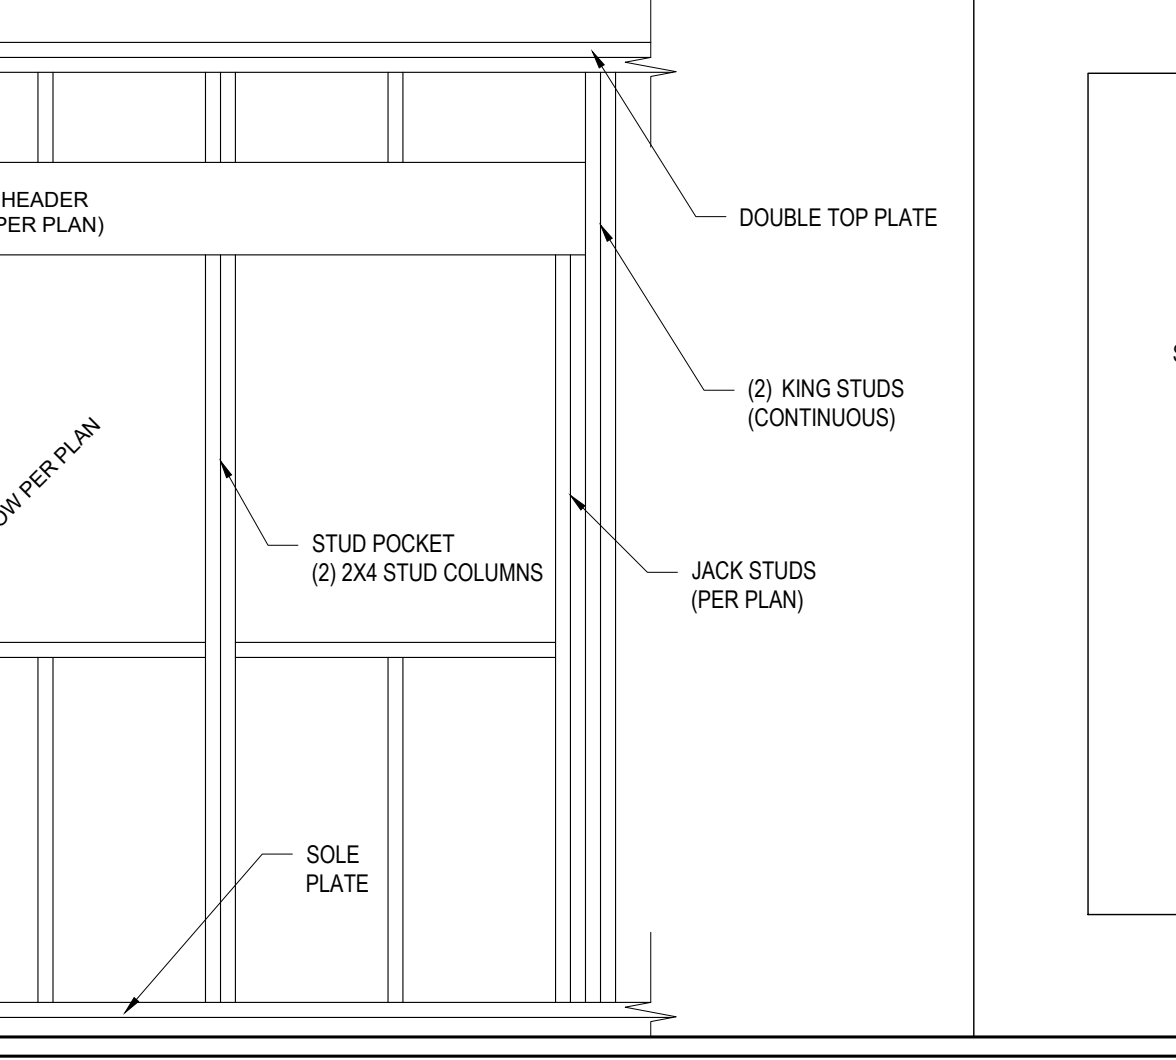 HEADER
PER PLAN)
DOUBLE TOP PLATE
(2) KING STUDS
(CONTINUOUS)
PER PLAN
STUD POCKET
(2) 2X4 STUD COLUMNS
JACK STUDS
(PER PLAN)
SOLE
PLATE